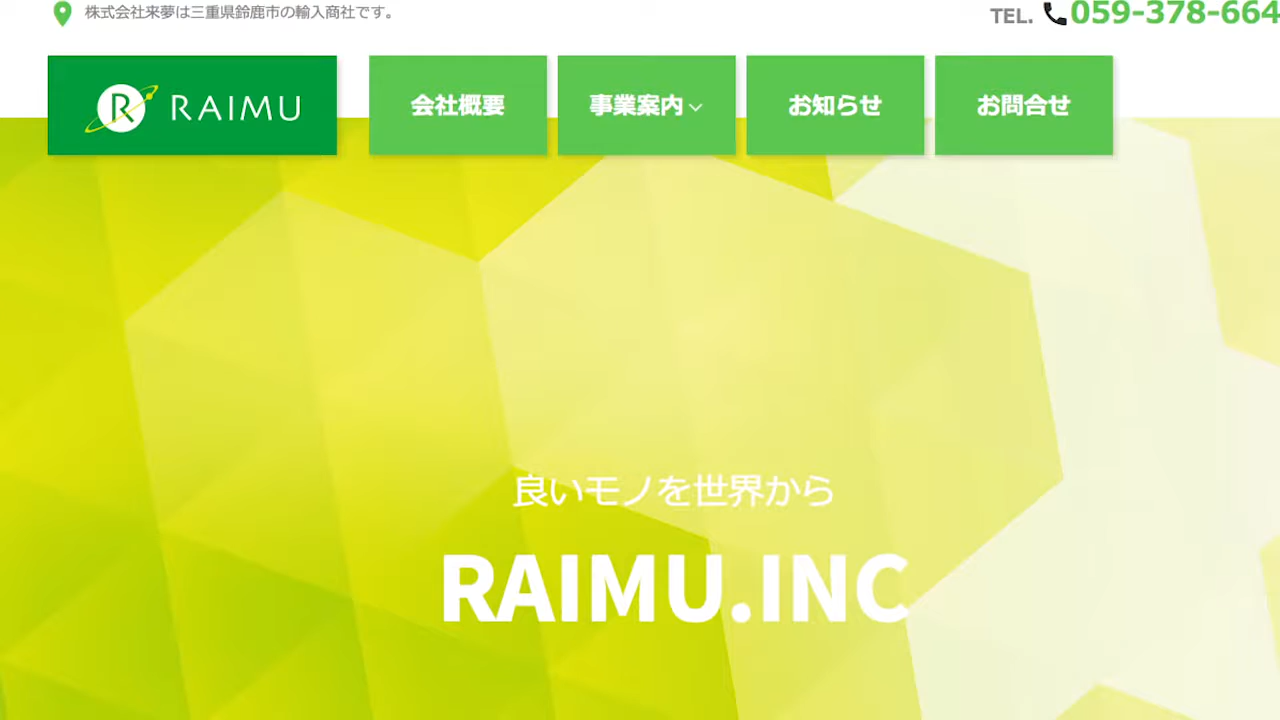 株式会社来夢は三重県鈴鹿市の輸入商社です。
TEL. 059-378-664
RAIMU
会社概要
事業案内
お知らせ
お問合せ
良いモノを世界から
RAIMU.INC